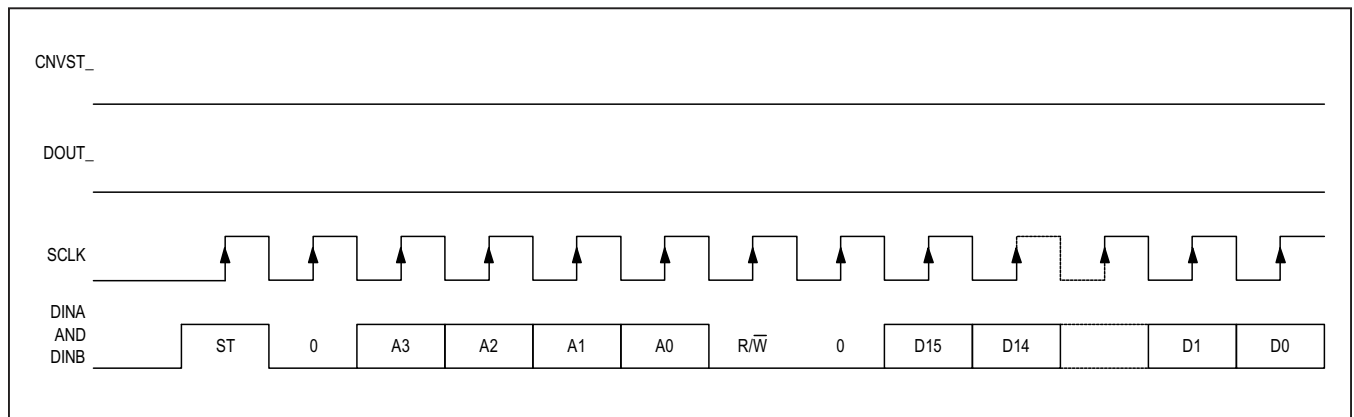 CNVST_
DOUT_
SCLK
DINA
AND
DINB
ST 0 A3 A2 A1 A0 R/W̅ 0 D15 D14 D1 D0